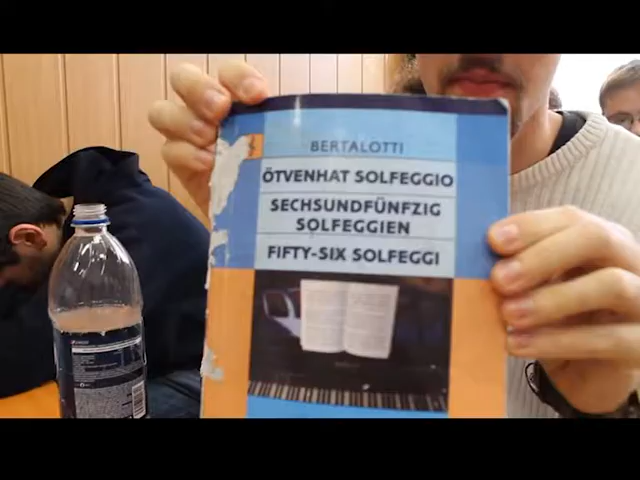 BERTALOTTI
ÖTVENHAT SOLFEGGIO
SECHSUNDFÜNFZIG
SOLFEGGIEN
FIFTY-SIX SOLFEGGI